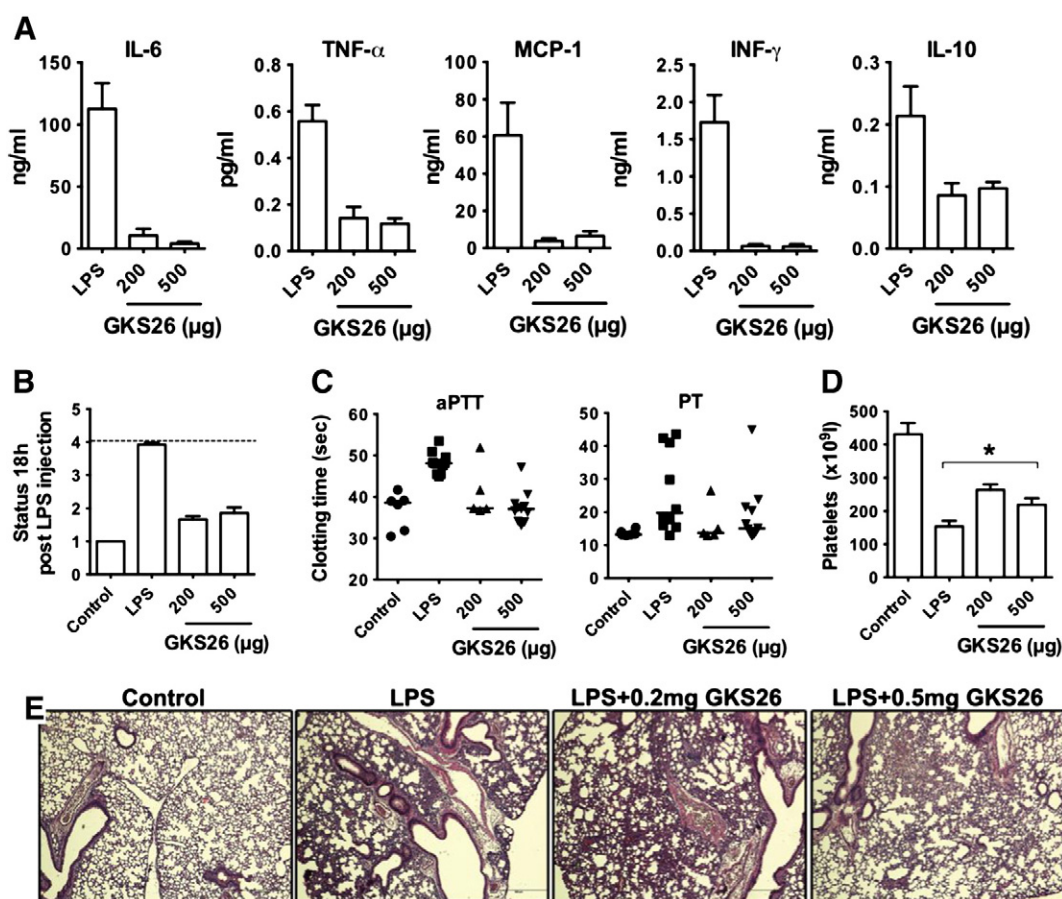 A
IL-6
TNF-α
MCP-1
INF-γ
IL-10
ng/ml
150
100
50
0
LPS
200
500
GKS26 (µg)
pg/ml
0.8
0.6
0.4
0.2
0.0
LPS
200
500
GKS26 (µg)
ng/ml
100
80
60
40
20
0
LPS
200
500
GKS26 (µg)
ng/ml
2.5
2.0
1.5
1.0
0.5
0.0
LPS
200
500
GKS26 (µg)
ng/ml
0.3
0.2
0.1
0.0
LPS
200
500
GKS26 (µg)
B
Status 18h
post LPS injection
5
4
3
2
1
0
Control
LPS
200
500
GKS26 (µg)
C
aPTT
Clotting time (sec)
60
50
40
30
20
Control
LPS
200
500
GKS26 (µg)
PT
50
40
30
20
10
0
Control
LPS
200
500
GKS26 (µg)
D
Platelets (x10⁹l)
500
400
300
200
100
0
*
Control
LPS
200
500
GKS26 (µg)
E
Control
LPS
LPS+0.2mg GKS26
LPS+0.5mg GKS26